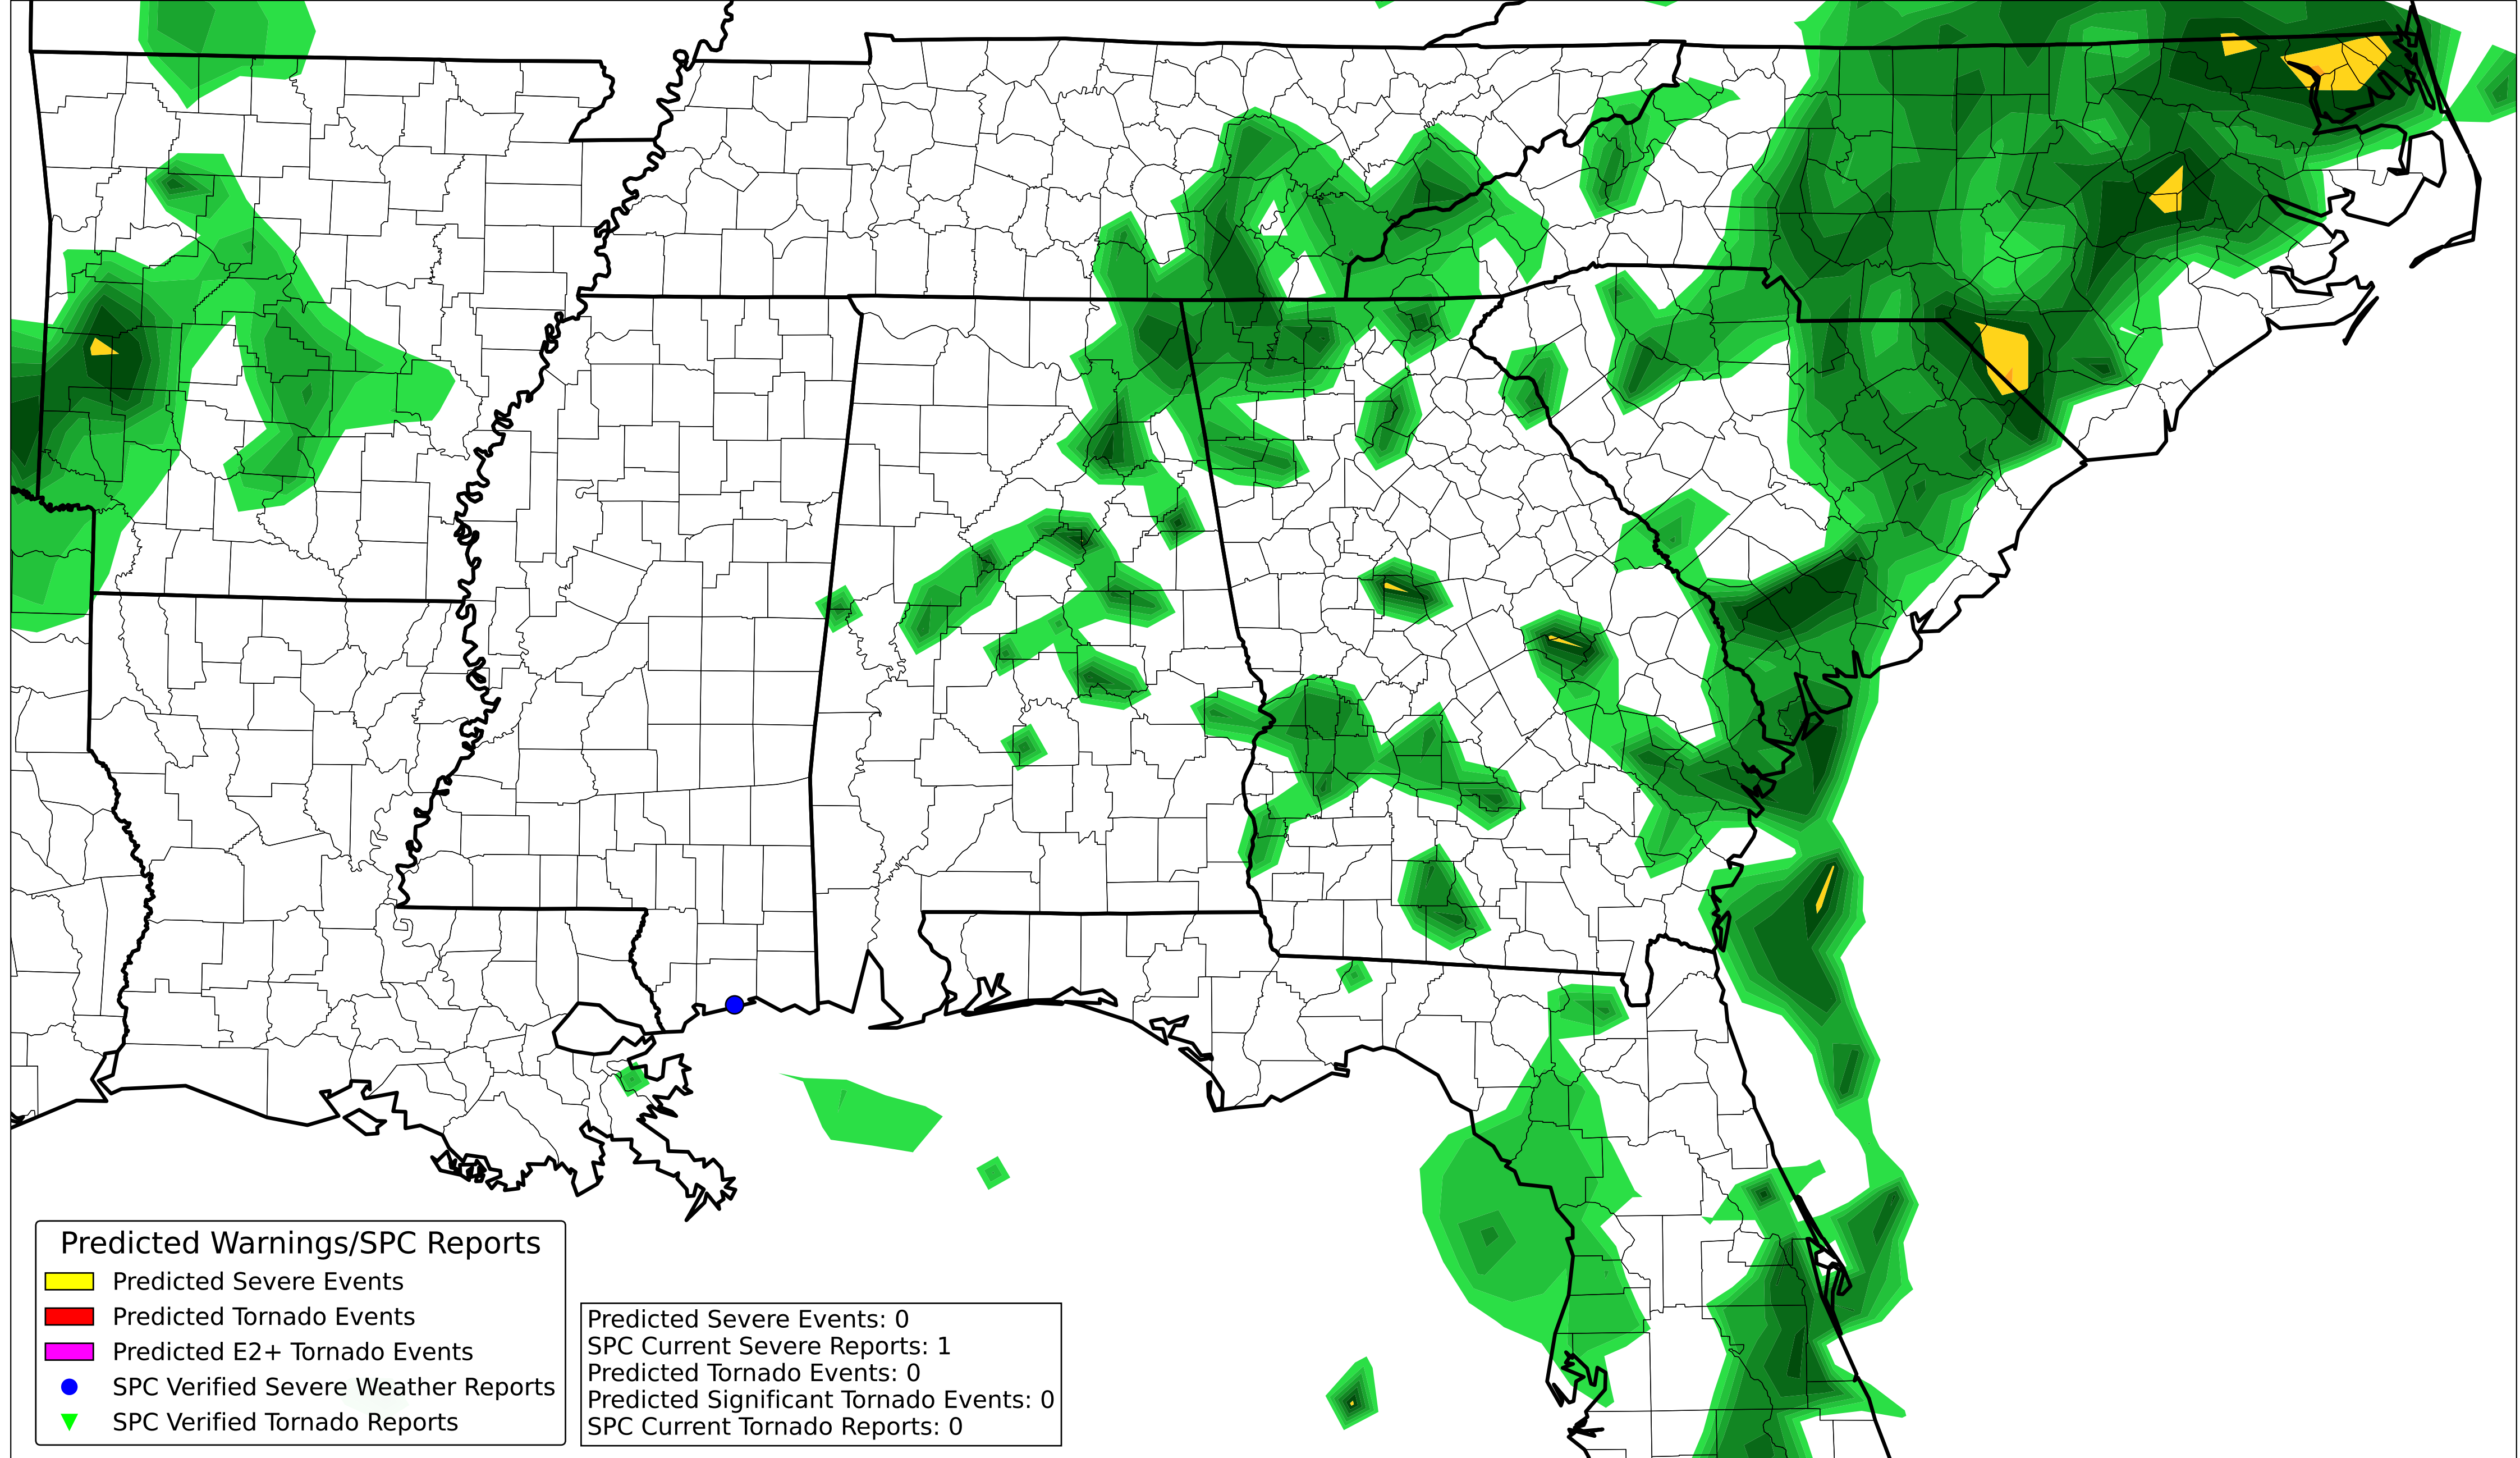 Predicted Warnings/SPC Reports
Predicted Severe Events
Predicted Tornado Events
Predicted E2+ Tornado Events
SPC Verified Severe Weather Reports
SPC Verified Tornado Reports
Predicted Severe Events: 0
SPC Current Severe Reports: 1
Predicted Tornado Events: 0
Predicted Significant Tornado Events: 0
SPC Current Tornado Reports: 0